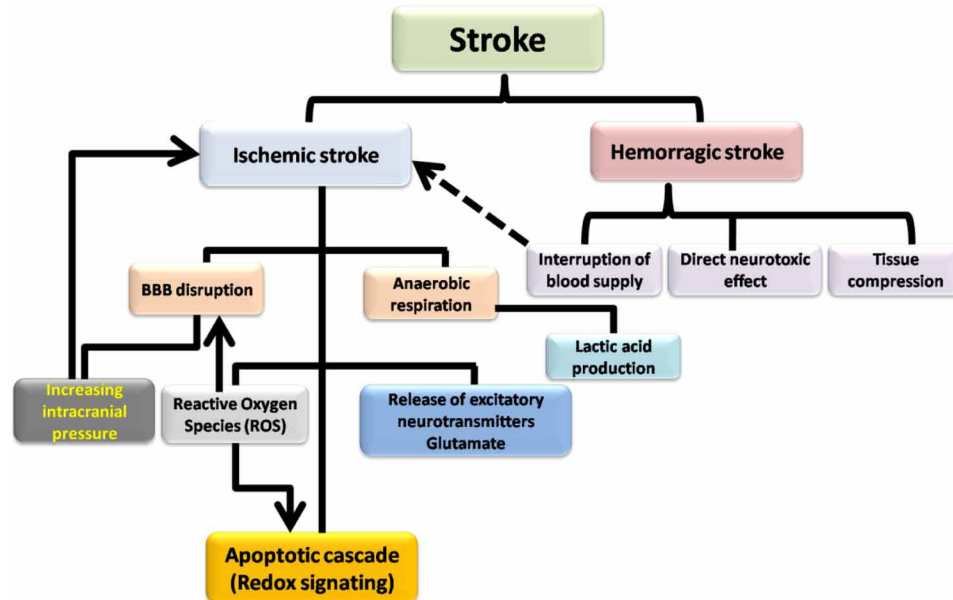 Stroke
Ischemic stroke
Hemorragic stroke
Interruption
of blood supply
Direct neurotoxic
effect
Tissue
compression
BBB disruption
Anaerobic
respiration
Lactic acid
production
Increasing
intracranial
pressure
Reactive Oxygen
Species (ROS)
Release of excitatory
neurotransmitters
Glutamate
Apoptotic cascade
(Redox signating)